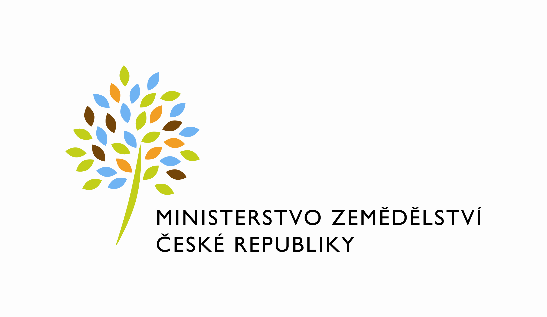 MINISTERSTVO ZEMĚDĚLSTVÍ
ČESKÉ REPUBLIKY